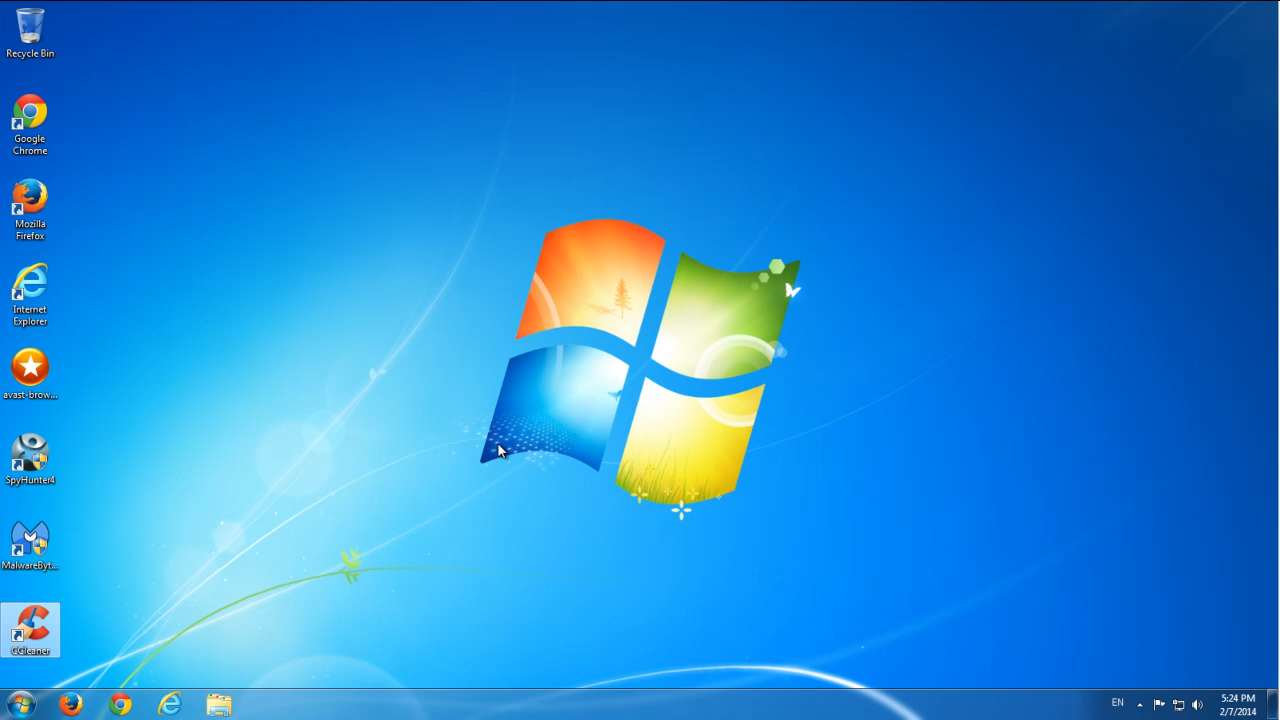 Recycle Bin
Google
Chrome
Mozilla
Firefox
Internet
Explorer
avast-brow...
SpyHunter4
MalwareByt...
CCleaner
EN
5:24 PM
2/7/2014